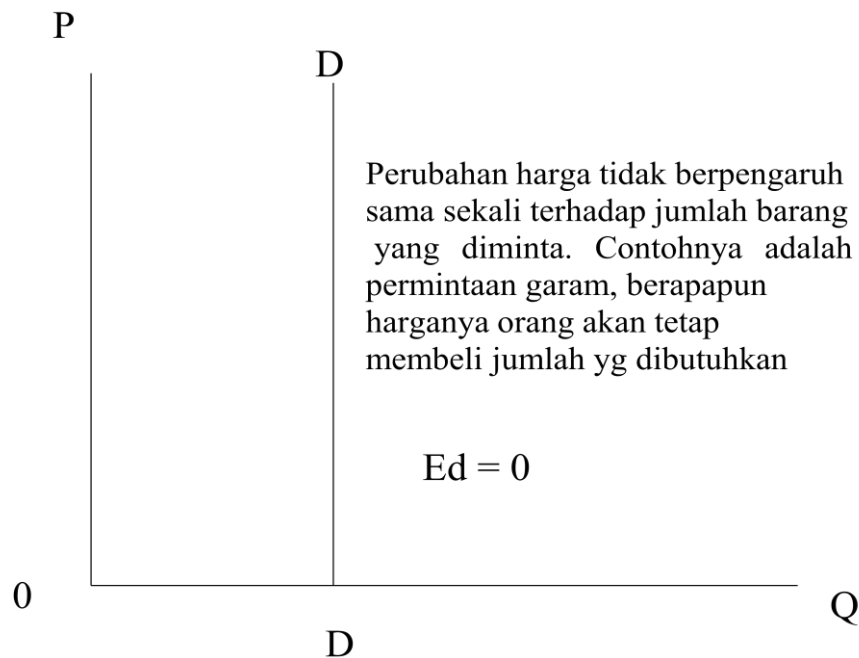 P
D
Perubahan harga tidak berpengaruh
sama sekali terhadap jumlah barang
yang diminta. Contohnya adalah
permintaan garam, berapapun
harganya orang akan tetap
membeli jumlah yg dibutuhkan
Ed = 0
0
Q
D